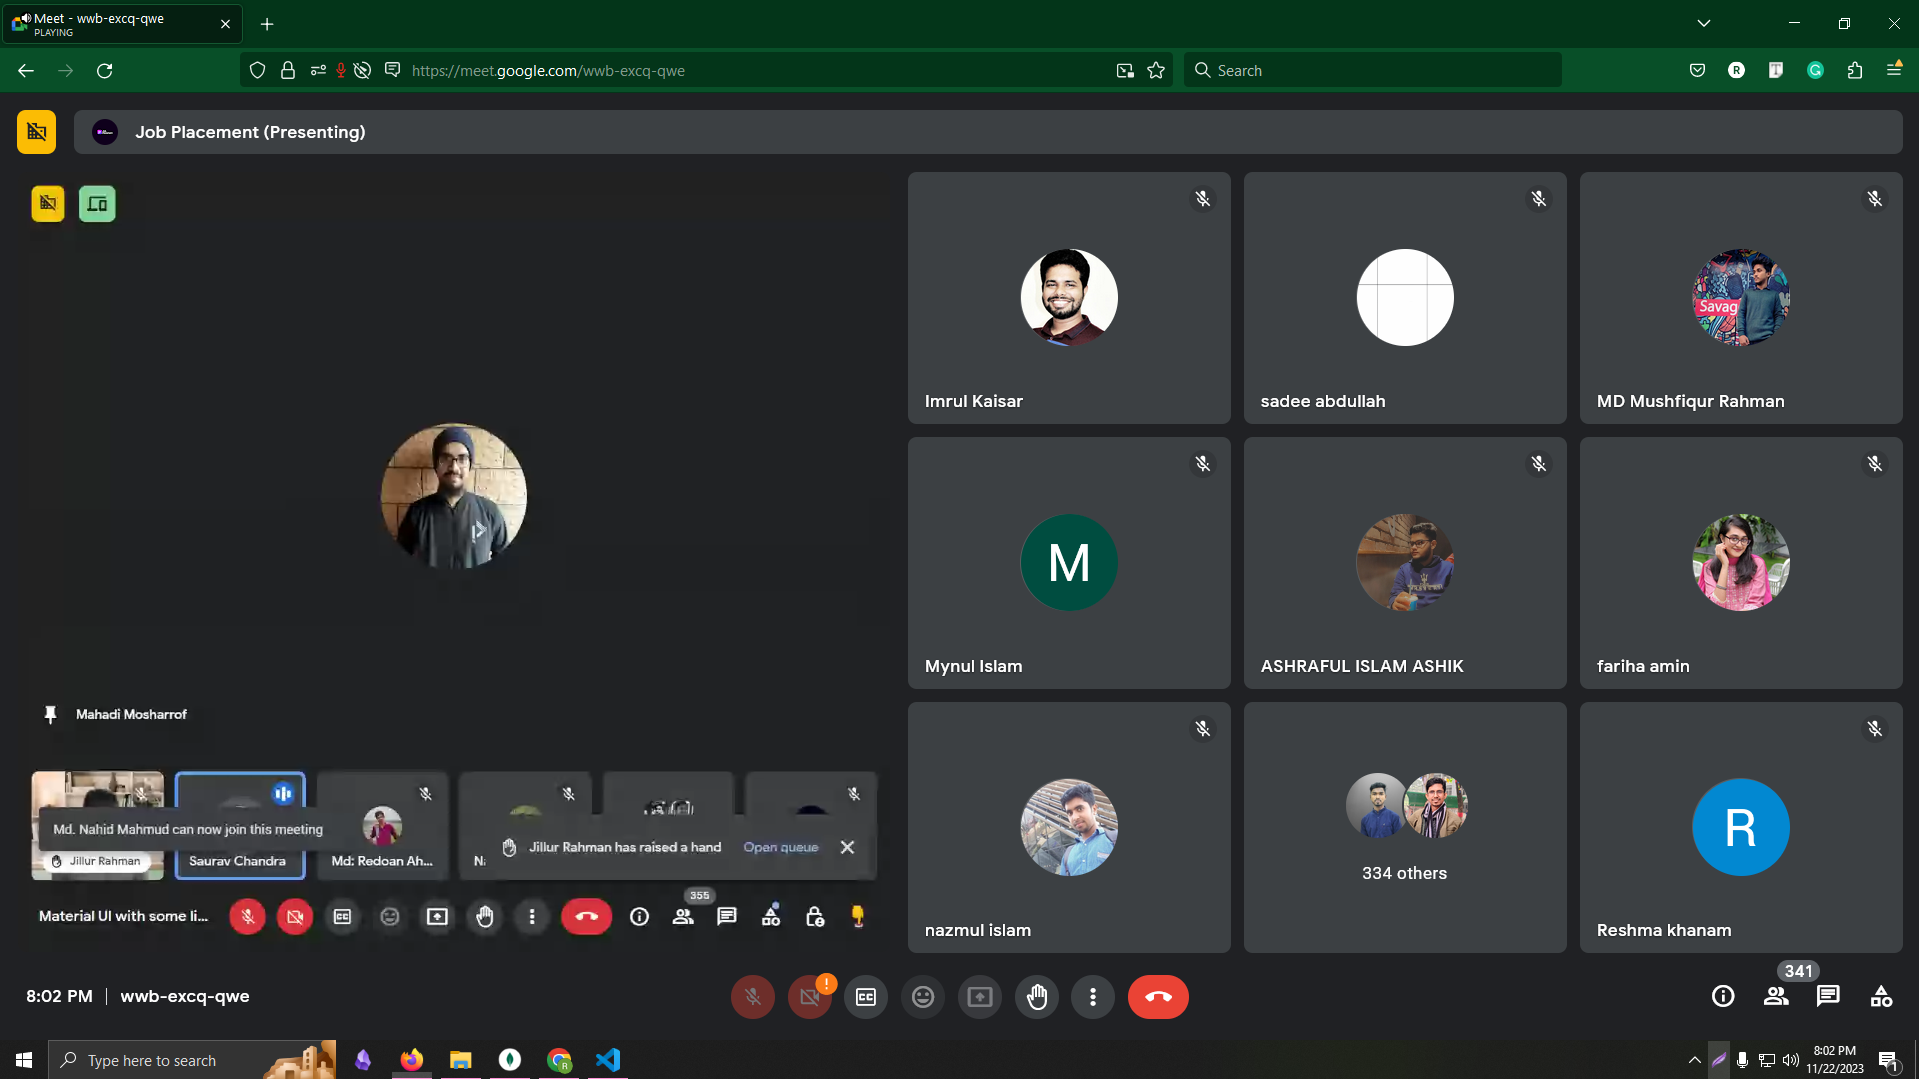 Meet - wwb-excq-qwe
PLAYING
https://meet.google.com/wwb-excq-qwe
Search
Job Placement (Presenting)
Imrul Kaisar
sadee abdullah
Savag
MD Mushfiqur Rahman
M
Mynul Islam
ASHRAFUL ISLAM ASHIK
fariha amin
Mahadi Mosharrof
Md. Nahid Mahmud can now join this meeting
Jillur Rahman has raised a hand Open queue
Jillur Rahman
Saurav Chandra
Md: Redoan Ah...
Material UI with some li...
355
nazmul islam
334 others
R
Reshma khanam
8:02 PM | wwb-excq-qwe
341
Type here to search
8:02 PM
11/22/2023
1